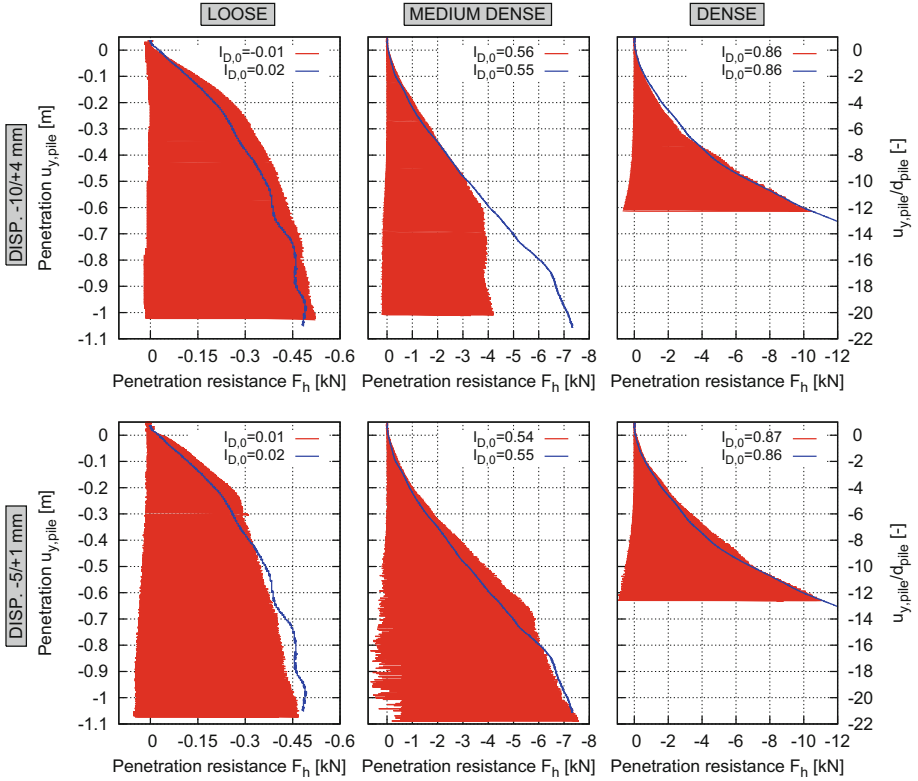 LOOSE
MEDIUM DENSE
DENSE
DISP. -10/+4 mm
Penetration u_y,pile [m]
0
-0.1
-0.2
-0.3
-0.4
-0.5
-0.6
-0.7
-0.8
-0.9
-1
-1.1
I_D,0=-0.01
I_D,0=0.02
0 -0.15 -0.3 -0.45 -0.6
Penetration resistance F_h [kN]
I_D,0=0.56
I_D,0=0.55
0 -1 -2 -3 -4 -5 -6 -7 -8
Penetration resistance F_h [kN]
I_D,0=0.86
I_D,0=0.86
0 -2 -4 -6 -8 -10 -12
Penetration resistance F_h [kN]
0
-2
-4
-6
-8
-10
-12
-14
-16
-18
-20
-22
u_y,pile/d_pile [-]
DISP. -5/+1 mm
Penetration u_y,pile [m]
0
-0.1
-0.2
-0.3
-0.4
-0.5
-0.6
-0.7
-0.8
-0.9
-1
-1.1
I_D,0=0.01
I_D,0=0.02
0 -0.15 -0.3 -0.45 -0.6
Penetration resistance F_h [kN]
I_D,0=0.54
I_D,0=0.55
0 -1 -2 -3 -4 -5 -6 -7 -8
Penetration resistance F_h [kN]
I_D,0=0.87
I_D,0=0.86
0 -2 -4 -6 -8 -10 -12
Penetration resistance F_h [kN]
0
-2
-4
-6
-8
-10
-12
-14
-16
-18
-20
-22
u_y,pile/d_pile [-]